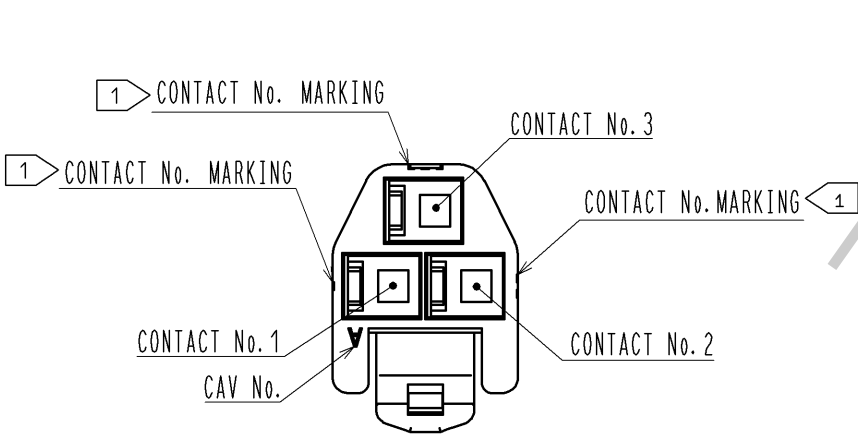 1 CONTACT No. MARKING
CONTACT No. 3
1 CONTACT No. MARKING
CONTACT No. MARKING 1
CONTACT No. 1
A
CONTACT No. 2
CAV No.